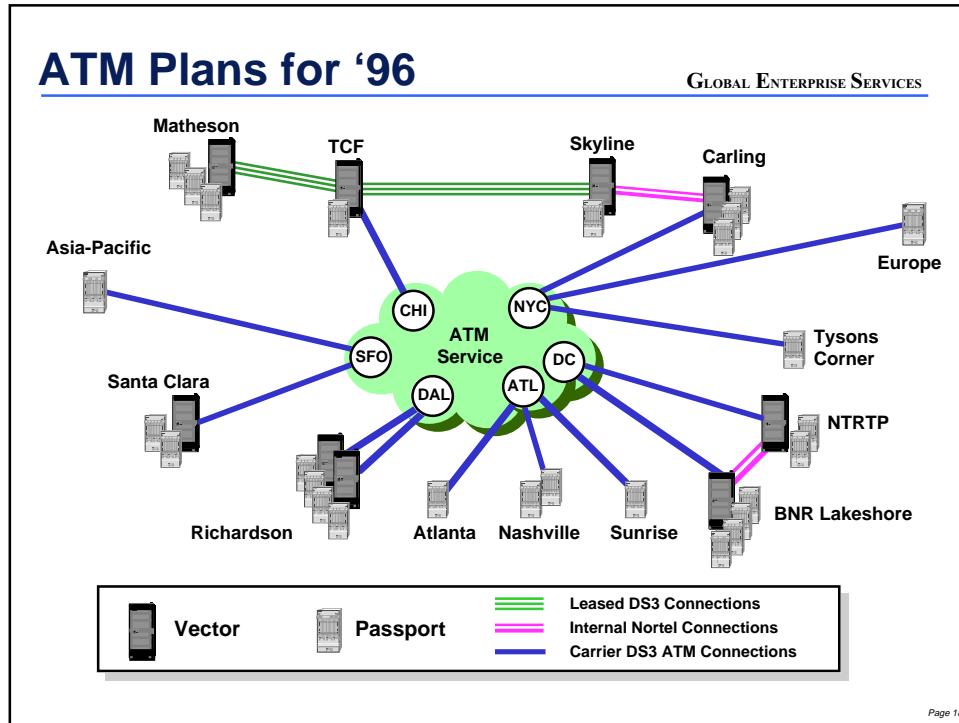 ATM Plans for ‘96
GLOBAL ENTERPRISE SERVICES
Matheson
TCF
Skyline
Carling
Asia-Pacific
Europe
CHI
NYC
ATM
Service
Tysons
Corner
SFO
DC
Santa Clara
DAL
ATL
NTRTP
Richardson
Atlanta
Nashville
Sunrise
BNR Lakeshore
Vector
Passport
Leased DS3 Connections
Internal Nortel Connections
Carrier DS3 ATM Connections
Page